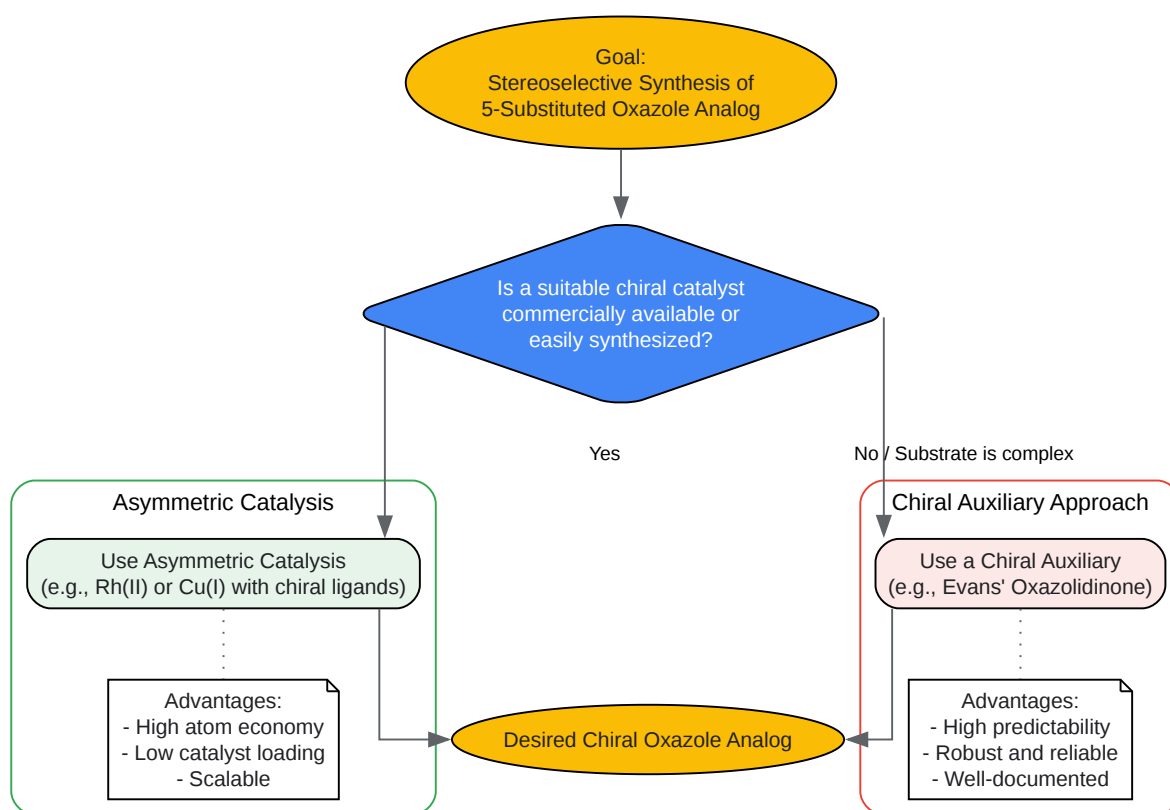 Goal:
Stereoselective Synthesis of
5-Substituted Oxazole Analog
Is a suitable chiral catalyst
commercially available or
easily synthesized?
Yes
No / Substrate is complex
Asymmetric Catalysis
Use Asymmetric Catalysis
(e.g., Rh(II) or Cu(I) with chiral ligands)
Advantages:
- High atom economy
- Low catalyst loading
- Scalable
Chiral Auxiliary Approach
Use a Chiral Auxiliary
(e.g., Evans' Oxazolidinone)
Advantages:
- High predictability
- Robust and reliable
- Well-documented
Desired Chiral Oxazole Analog